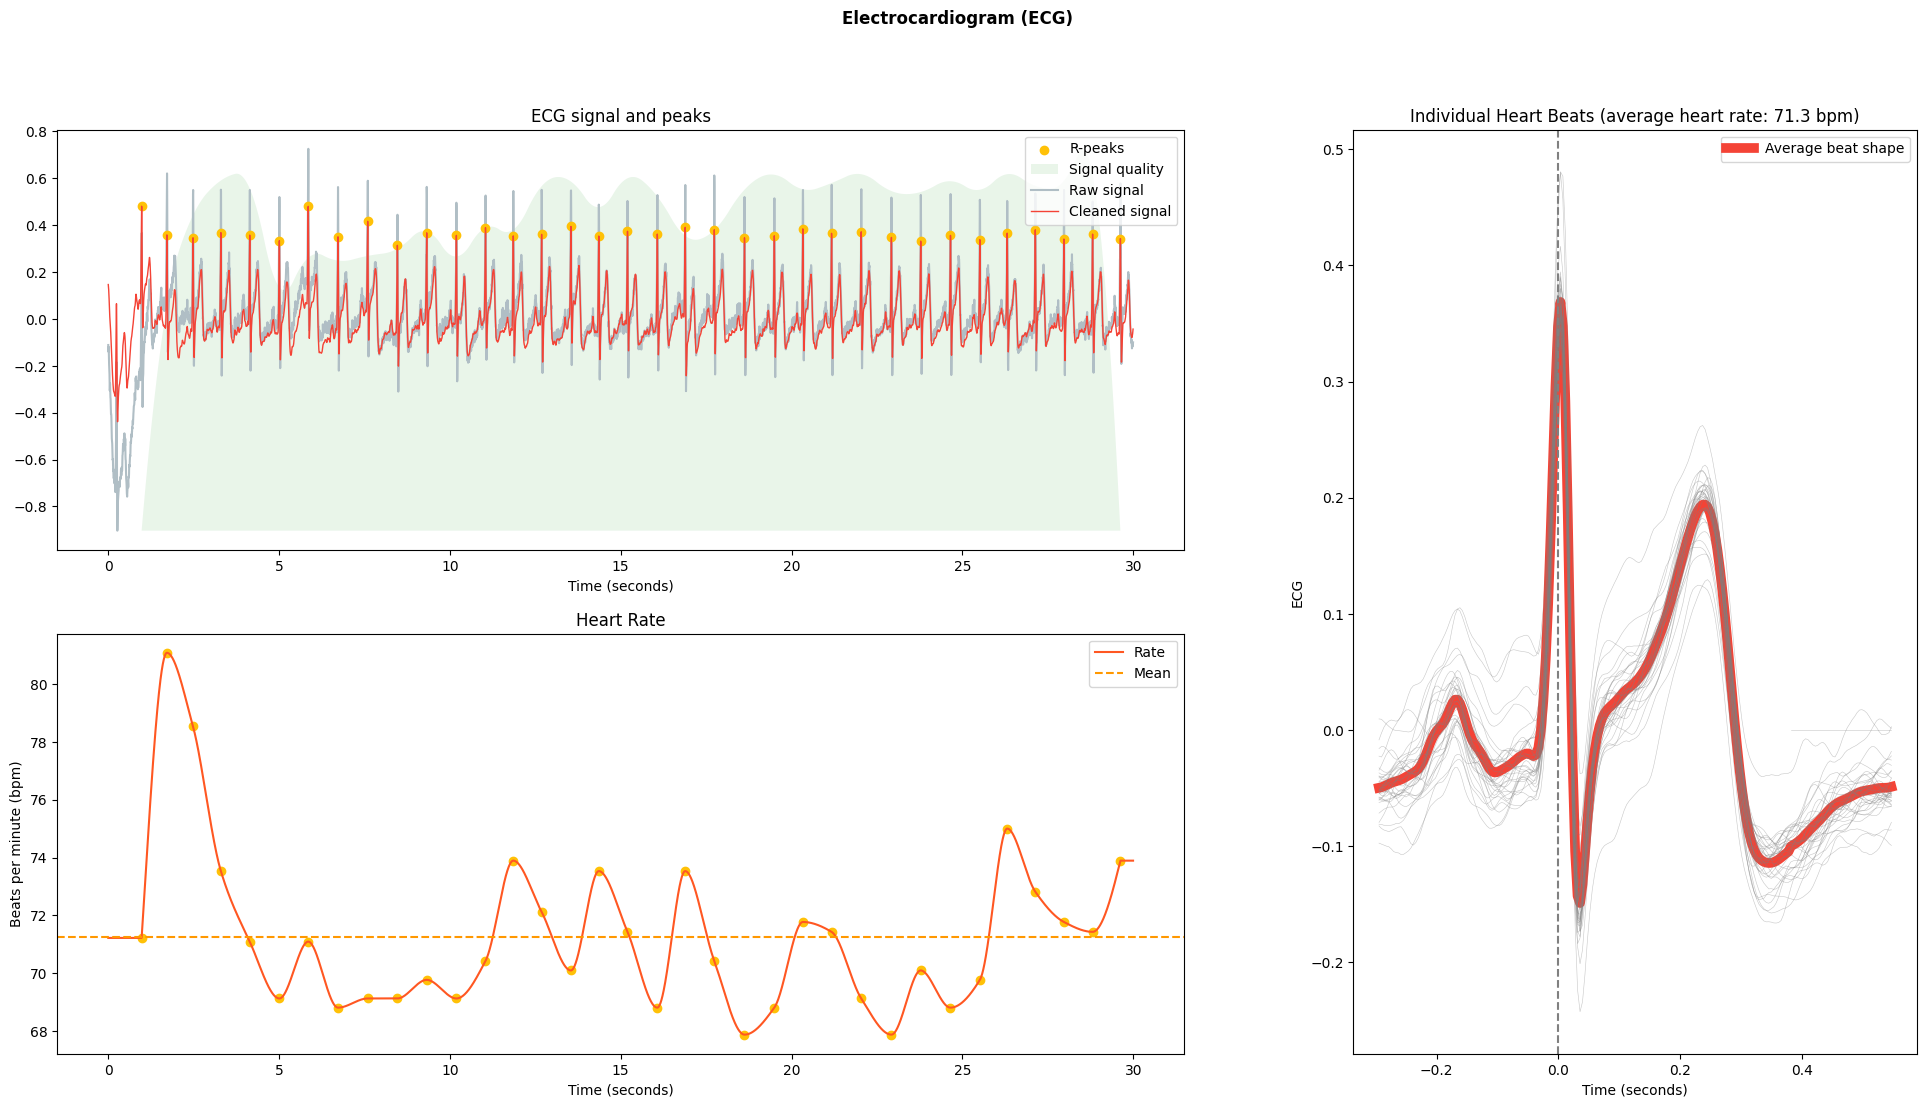 Electrocardiogram (ECG)
ECG signal and peaks
R-peaks
Signal quality
Raw signal
Cleaned signal
0.8
0.6
0.4
0.2
0.0
−0.2
−0.4
−0.6
−0.8
0 5 10 15 20 25 30
Time (seconds)
Heart Rate
Rate
Mean
Beats per minute (bpm)
80
78
76
74
72
70
68
0 5 10 15 20 25 30
Time (seconds)
Individual Heart Beats (average heart rate: 71.3 bpm)
Average beat shape
ECG
0.5
0.4
0.3
0.2
0.1
0.0
−0.1
−0.2
−0.2 0.0 0.2 0.4
Time (seconds)